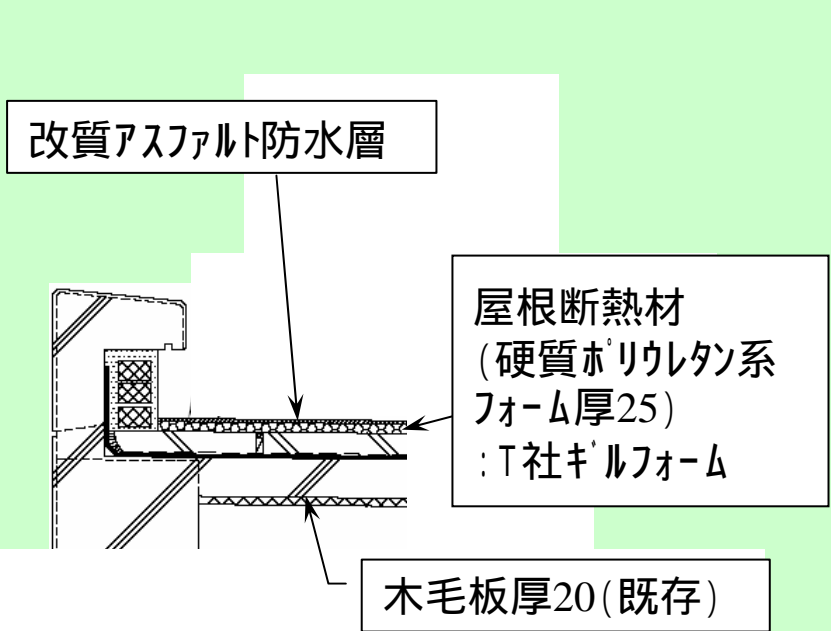 改質ｱｽﾌｧﾙﾄ防水層
屋根断熱材
(硬質ﾎﾟﾘｳﾚﾀﾝ系
ﾌｫｰﾑ厚25)
:T社ｷﾞﾙﾌｫｰﾑ
木毛板厚20(既存)